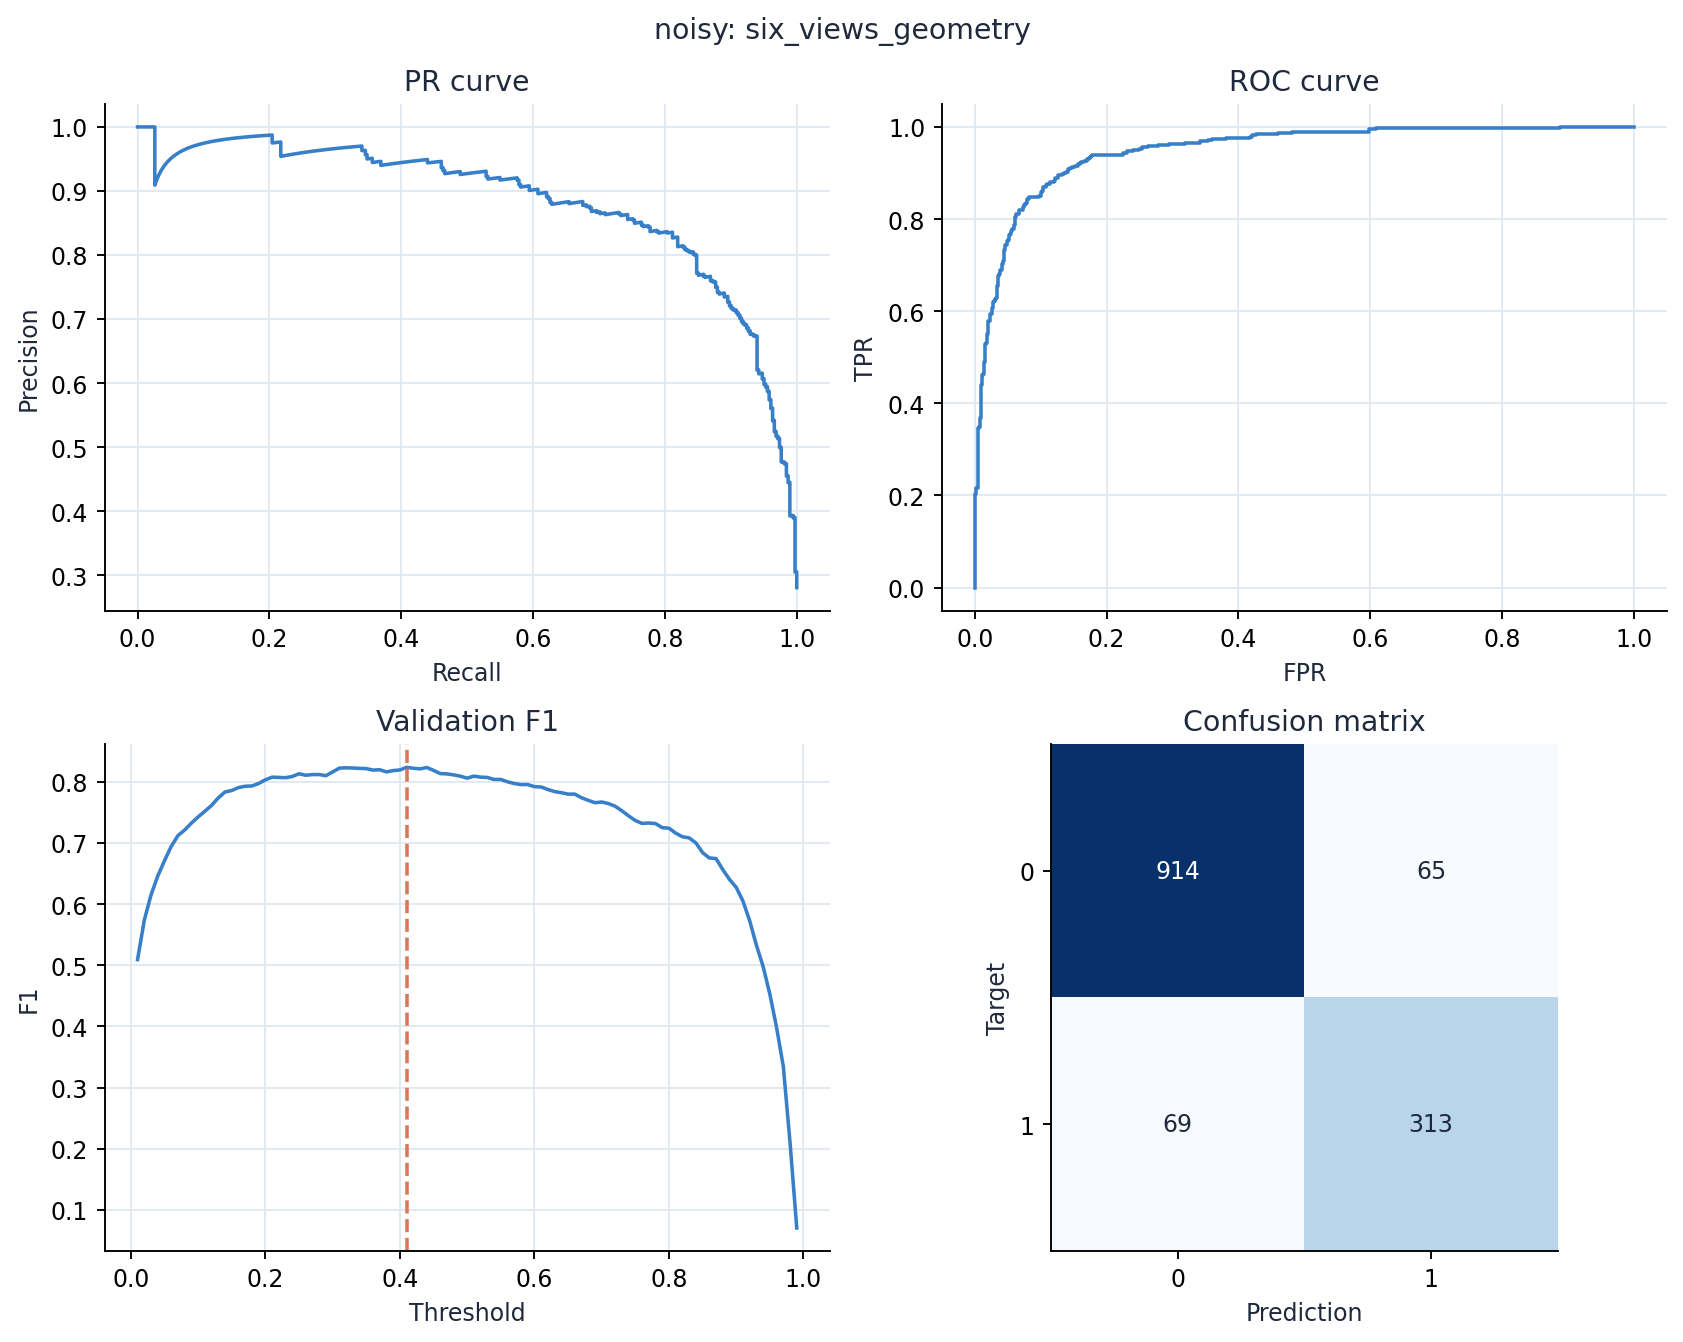 noisy: six_views_geometry
PR curve
1.0
0.9
0.8
0.7
0.6
0.5
0.4
0.3
Precision
0.0 0.2 0.4 0.6 0.8 1.0
Recall
ROC curve
1.0
0.8
0.6
0.4
0.2
0.0
TPR
0.0 0.2 0.4 0.6 0.8 1.0
FPR
Validation F1
0.8
0.7
0.6
0.5
0.4
0.3
0.2
0.1
F1
0.0 0.2 0.4 0.6 0.8 1.0
Threshold
Confusion matrix
0
1
Target
914 65
69 313
0 1
Prediction